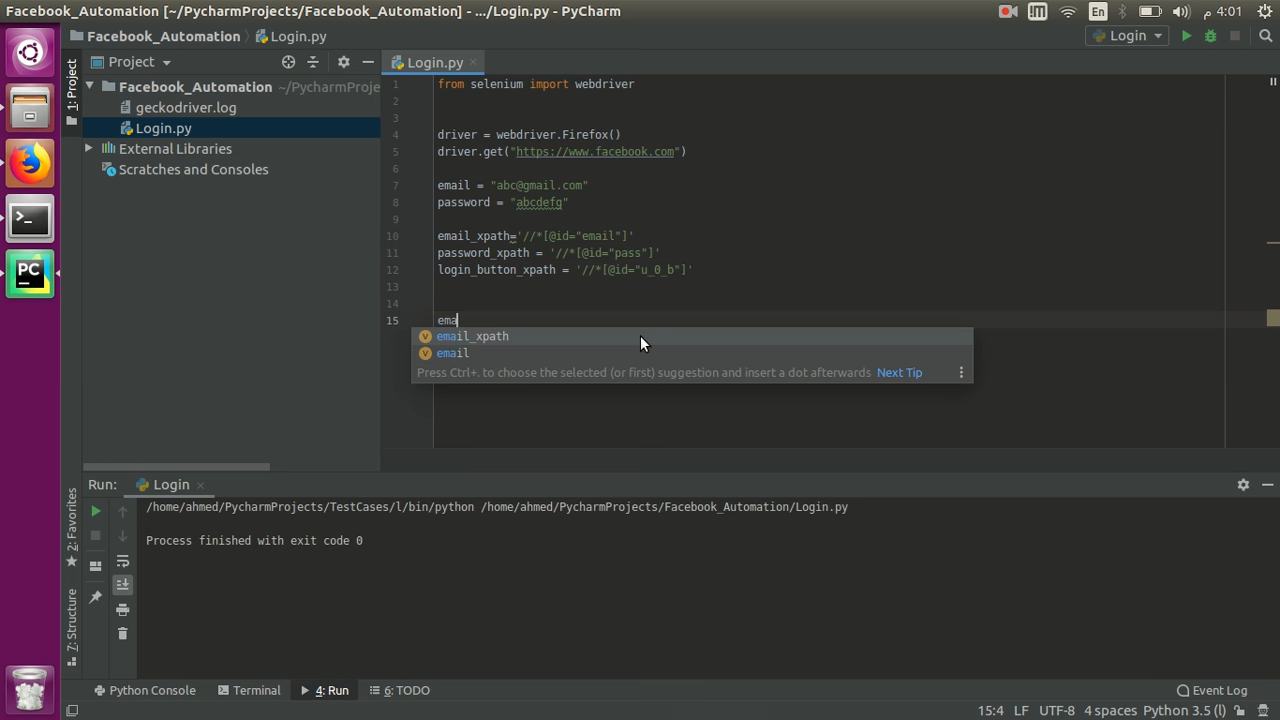 Facebook_Automation [~/PycharmProjects/Facebook_Automation] - .../Login.py - PyCharm
En
4:01 م
Facebook_Automation
Login.py
Login
1: Project
Project
Login.py
Facebook_Automation ~/PycharmProje
geckodriver.log
Login.py
External Libraries
Scratches and Consoles
1 from selenium import webdriver
2
3
4 driver = webdriver.Firefox()
5 driver.get("https://www.facebook.com")
6
7 email = "abc@gmail.com"
8 password = "abcdefg"
9
10 email_xpath='//*[@id="email"]'
11 password_xpath = '//*[@id="pass"]'
12 login_button_xpath = '//*[@id="u_0_b"]'
13
14
15 ema
V email_xpath
V email
Press Ctrl+. to choose the selected (or first) suggestion and insert a dot afterwards Next Tip
PC
2: Favorites
7: Structure
Run: Login
/home/ahmed/PycharmProjects/TestCases/l/bin/python /home/ahmed/PycharmProjects/Facebook_Automation/Login.py
Process finished with exit code 0
Python Console
Terminal
4: Run
6: TODO
Event Log
15:4 LF UTF-8 4 spaces Python 3.5 (l)